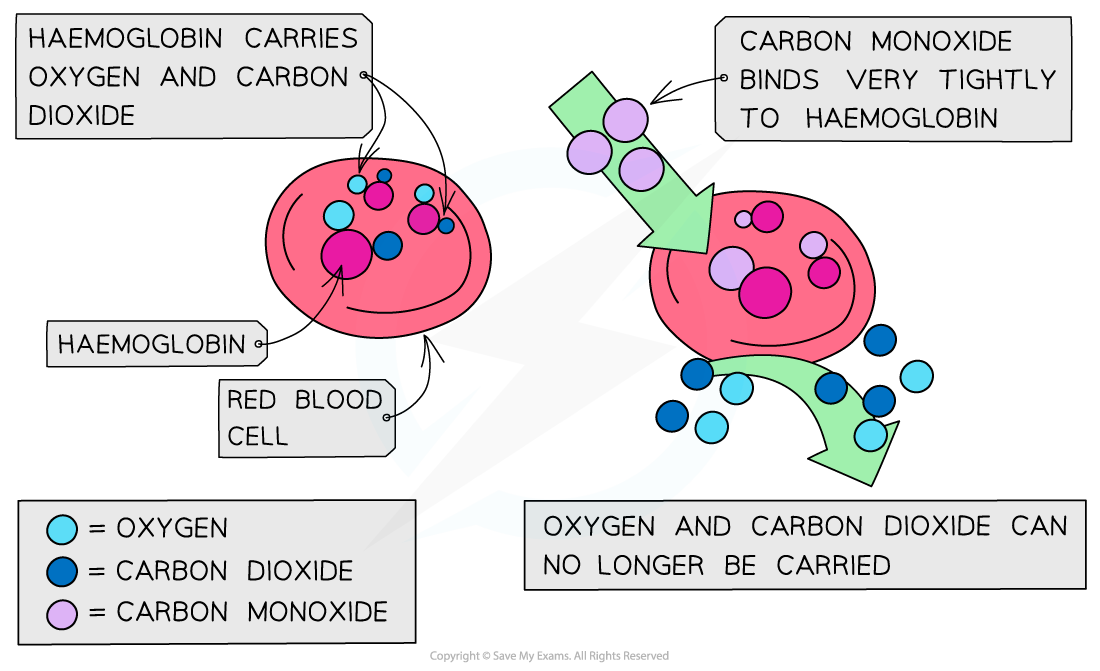 HAEMOGLOBIN CARRIES
OXYGEN AND CARBON
DIOXIDE
CARBON MONOXIDE
BINDS VERY TIGHTLY
TO HAEMOGLOBIN
HAEMOGLOBIN
RED BLOOD
CELL
= OXYGEN
= CARBON DIOXIDE
= CARBON MONOXIDE
OXYGEN AND CARBON DIOXIDE CAN
NO LONGER BE CARRIED
Copyright © Save My Exams. All Rights Reserved